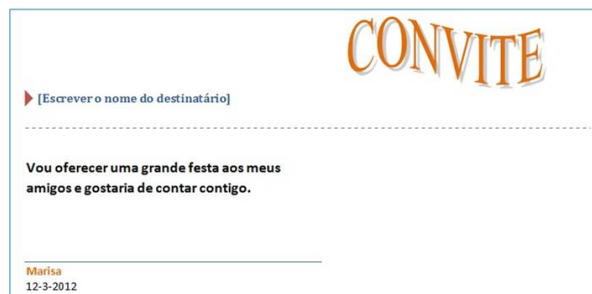 CONVITE
[Escrever o nome do destinatário]
Vou oferecer uma grande festa aos meus
amigos e gostaria de contar contigo.
Marisa
12-3-2012